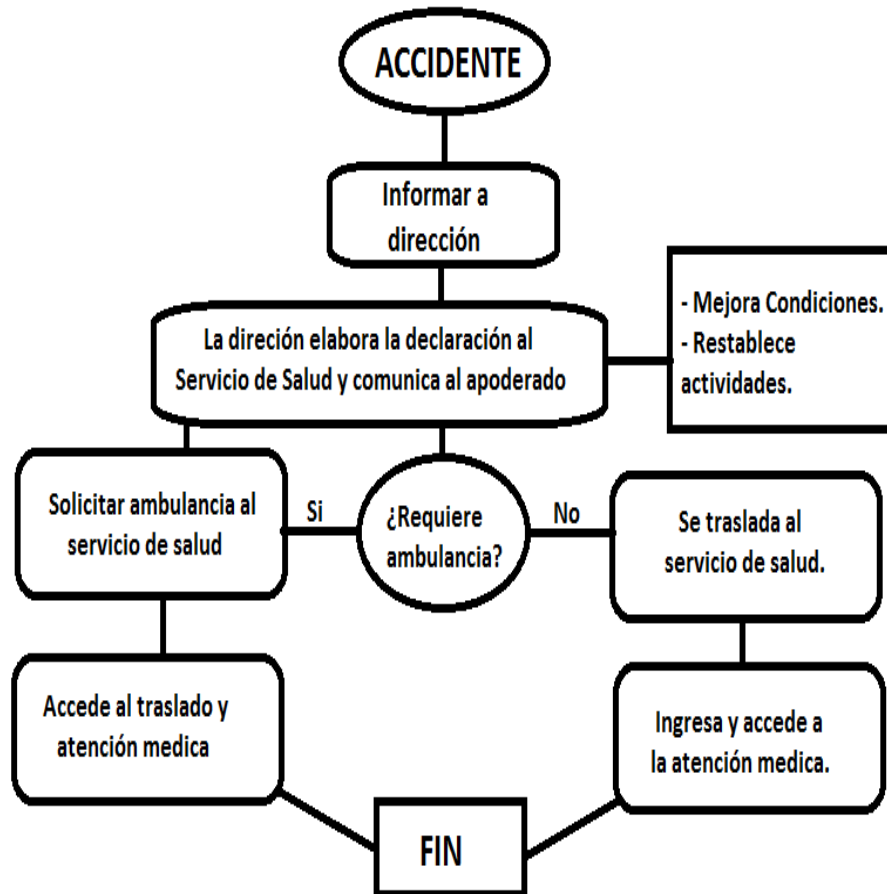 ACCIDENTE
Informar a
dirección
La direción elabora la declaración al
Servicio de Salud y comunica al apoderado
- Mejora Condiciones.
- Restablece
actividades.
Solicitar ambulancia al
servicio de salud
Si
¿Requiere
ambulancia?
No
Se traslada al
servicio de salud.
Accede al traslado y
atención medica
Ingresa y accede a
la atención medica.
FIN